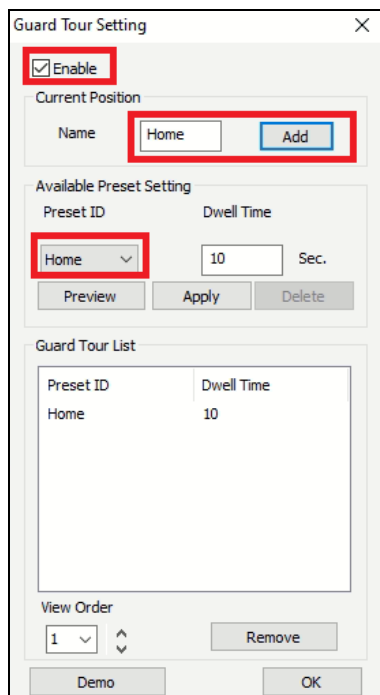 Guard Tour Setting
Enable
Current Position
Name Home Add
Available Preset Setting
Preset ID Dwell Time
Home 10 Sec.
Preview Apply Delete
Guard Tour List
Preset ID Dwell Time
Home 10
View Order
1 Remove
Demo OK